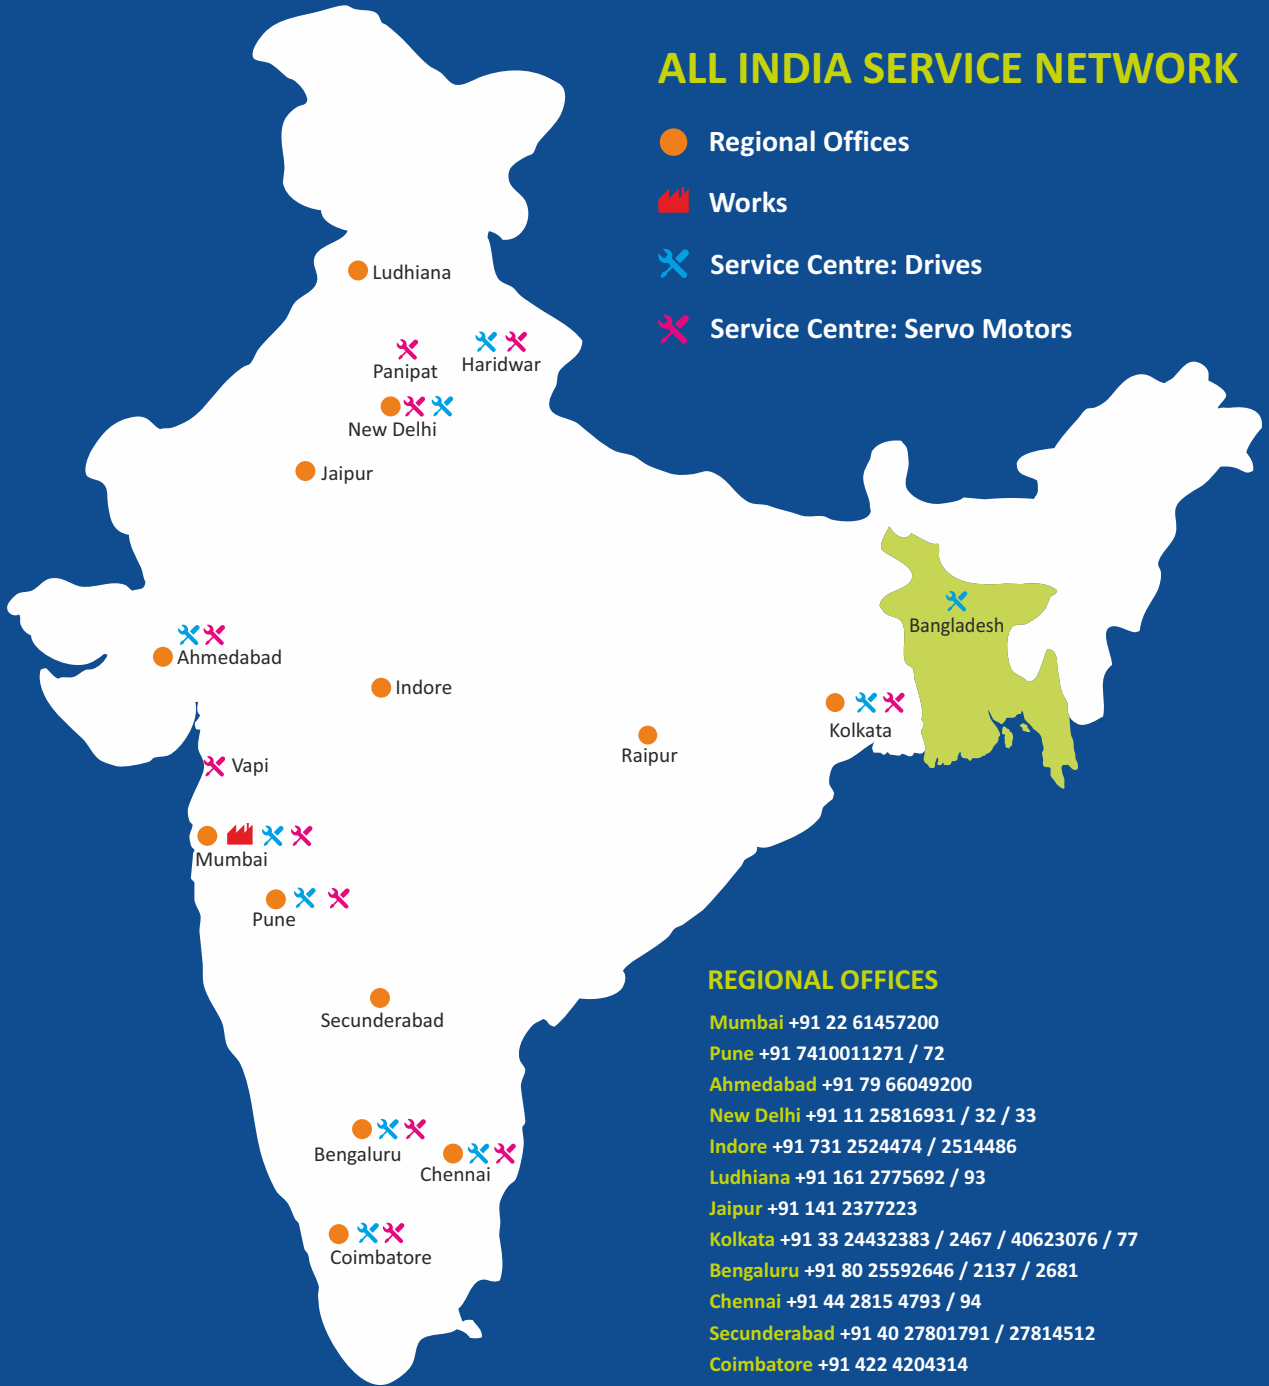 ALL INDIA SERVICE NETWORK
Regional Offices
Works
Service Centre: Drives
Service Centre: Servo Motors
Ludhiana
Panipat
Haridwar
New Delhi
Jaipur
Bangladesh
Ahmedabad
Indore
Kolkata
Raipur
Vapi
Mumbai
Pune
Secunderabad
Bengaluru
Chennai
Coimbatore
REGIONAL OFFICES
Mumbai +91 22 61457200
Pune +91 7410011271 / 72
Ahmedabad +91 79 66049200
New Delhi +91 11 25816931 / 32 / 33
Indore +91 731 2524474 / 2514486
Ludhiana +91 161 2775692 / 93
Jaipur +91 141 2377223
Kolkata +91 33 24432383 / 2467 / 40623076 / 77
Bengaluru +91 80 25592646 / 2137 / 2681
Chennai +91 44 2815 4793 / 94
Secunderabad +91 40 27801791 / 27814512
Coimbatore +91 422 4204314